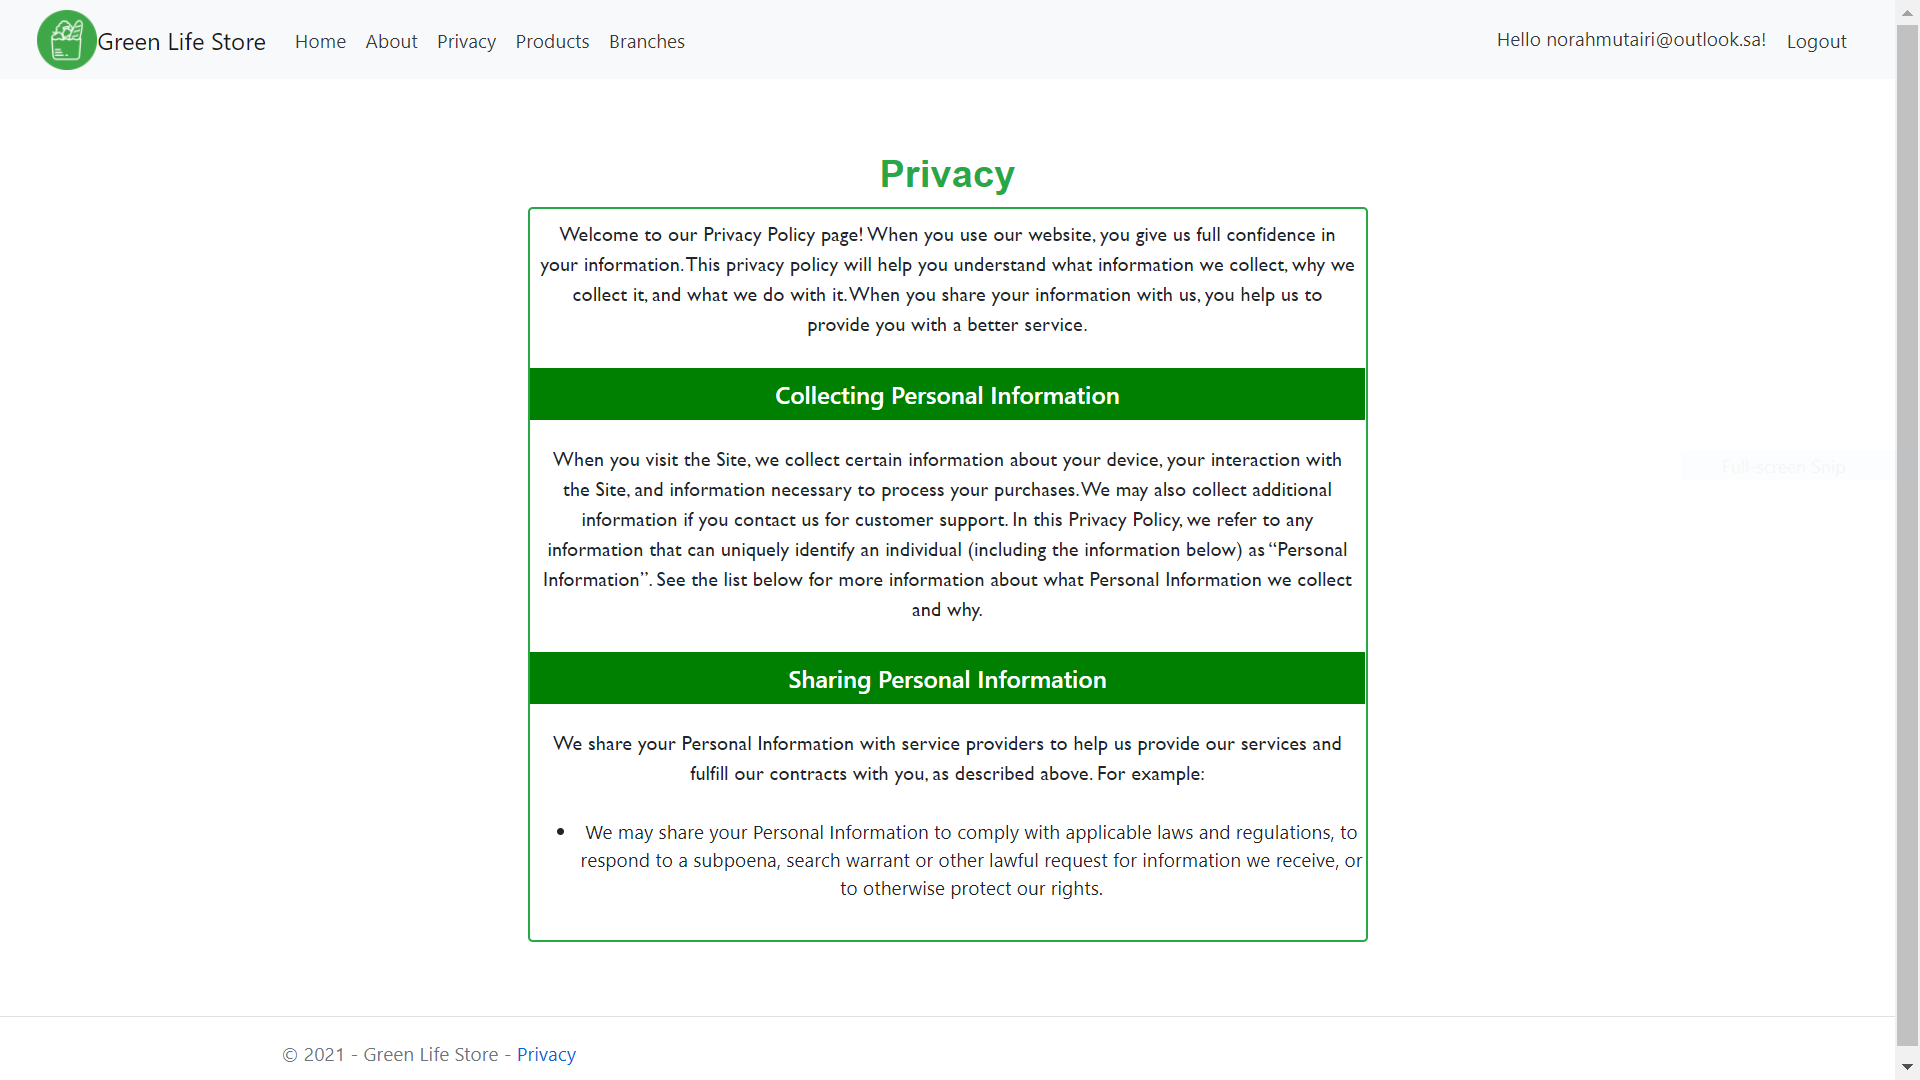 Green Life Store Home About Privacy Products Branches Hello norahmutairi@outlook.sa! Logout
Privacy
Welcome to our Privacy Policy page! When you use our website, you give us full confidence in
your information. This privacy policy will help you understand what information we collect, why we
collect it, and what we do with it. When you share your information with us, you help us to
provide you with a better service.
Collecting Personal Information
When you visit the Site, we collect certain information about your device, your interaction with
the Site, and information necessary to process your purchases. We may also collect additional
information if you contact us for customer support. In this Privacy Policy, we refer to any
information that can uniquely identify an individual (including the information below) as “Personal
Information”. See the list below for more information about what Personal Information we collect
and why.
Full-screen Snip
Sharing Personal Information
We share your Personal Information with service providers to help us provide our services and
fulfill our contracts with you, as described above. For example:
• We may share your Personal Information to comply with applicable laws and regulations, to
respond to a subpoena, search warrant or other lawful request for information we receive, or
to otherwise protect our rights.
© 2021 - Green Life Store - Privacy